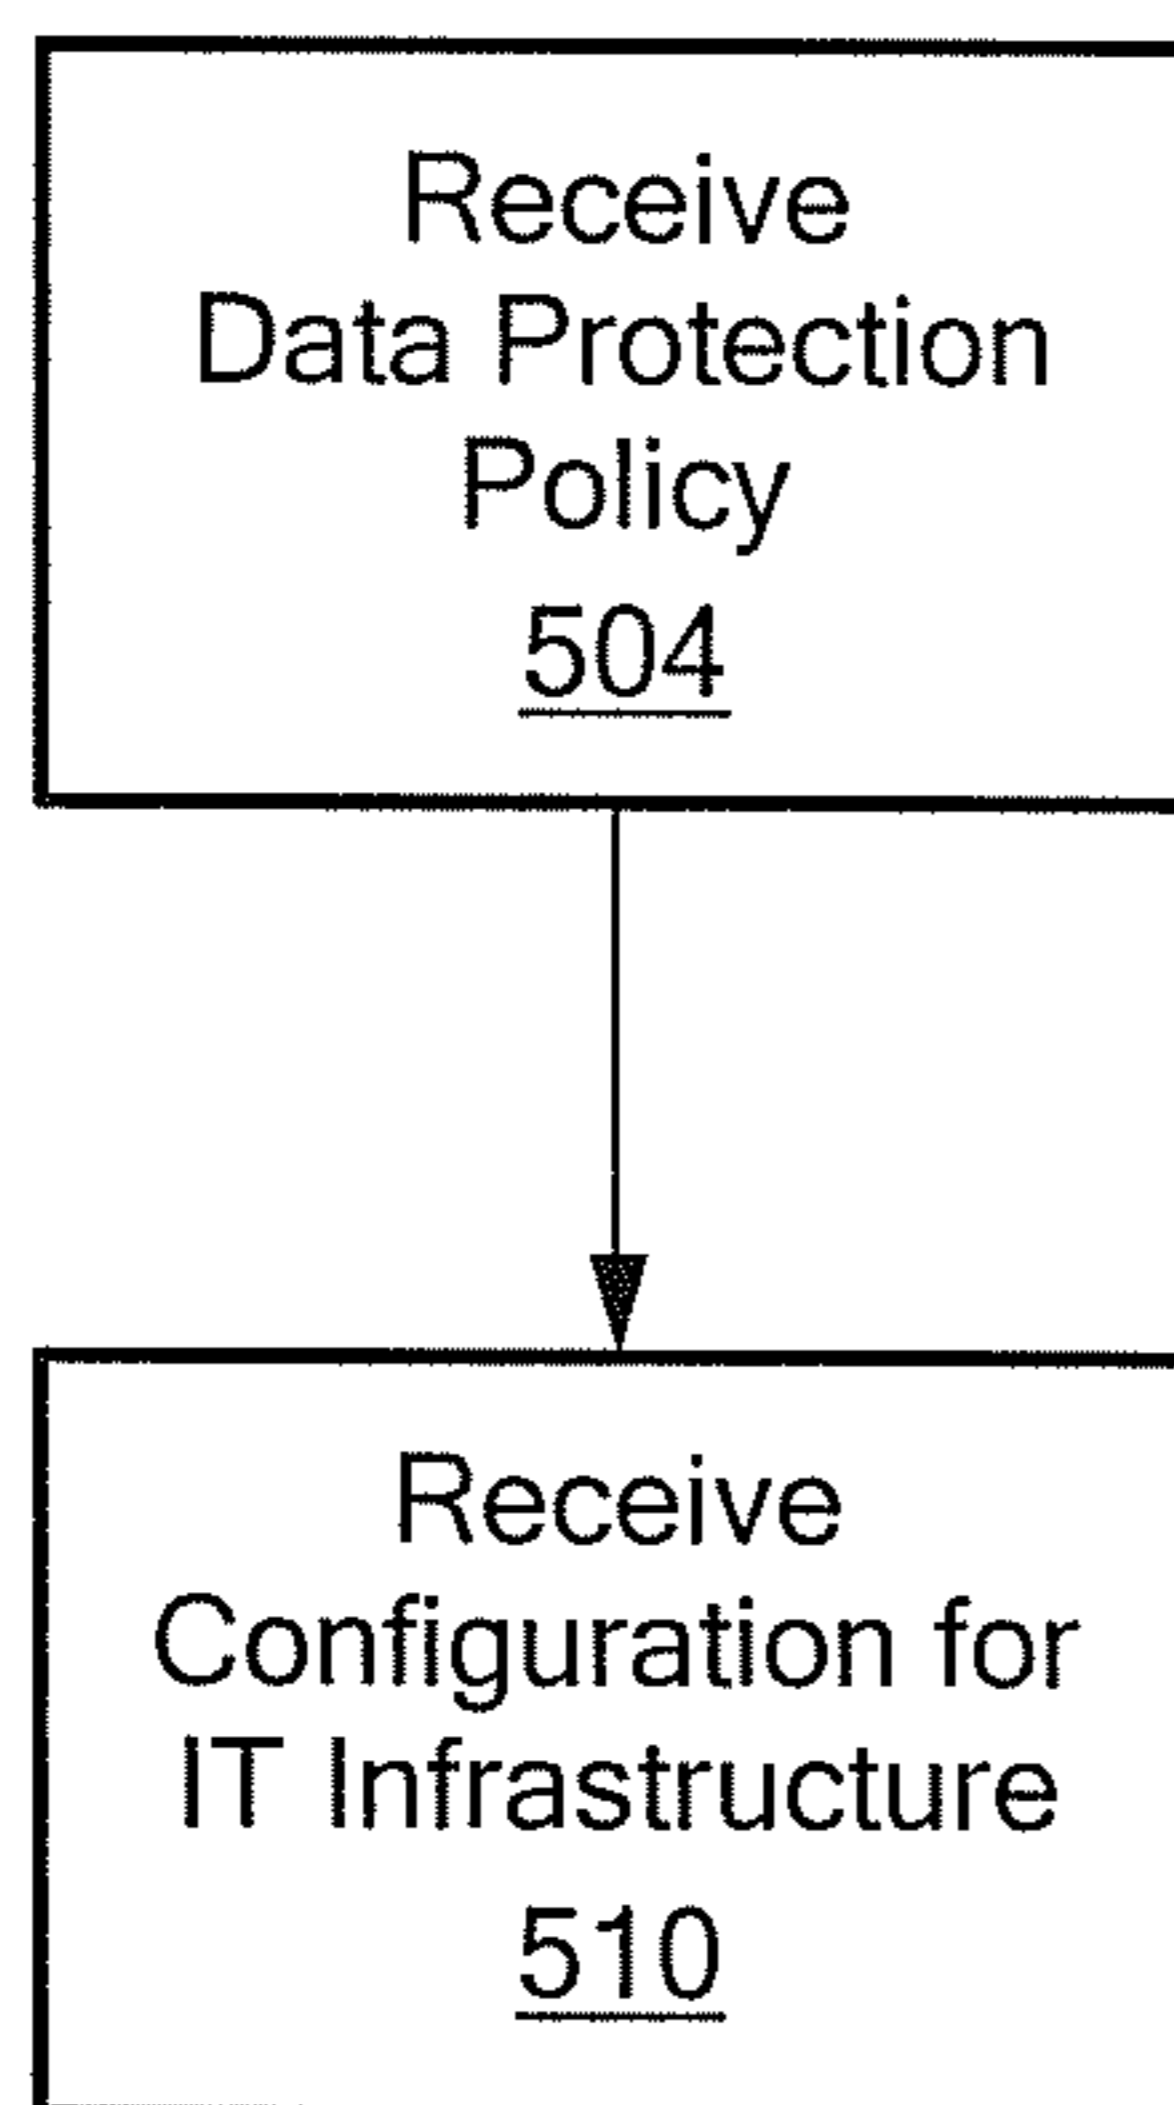 Receive
Data Protection
Policy
504
Receive
Configuration for
IT Infrastructure
510